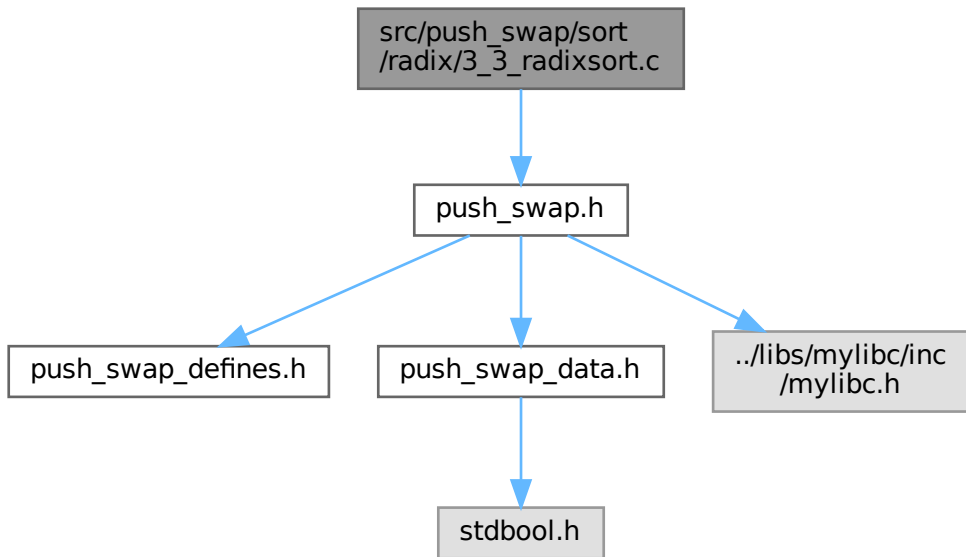 src/push_swap/sort
/radix/3_3_radixsort.c
push_swap.h
push_swap_defines.h
push_swap_data.h
../libs/mylibc/inc
/mylibc.h
stdbool.h